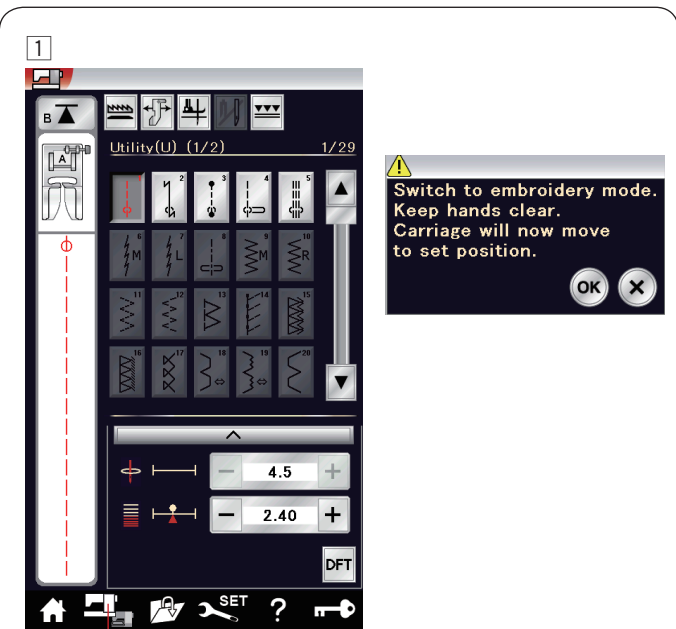 1
B
Utility(U) (1/2) 1/29
A
1 2 3 4 5
6 M 7 L 8 9 M 10 R
11 12 13 14 15
16 17 18 19 20
− 4.5 +
− 2.40 +
DFT
SET ?
Switch to embroidery mode.
Keep hands clear.
Carriage will now move
to set position.
OK X